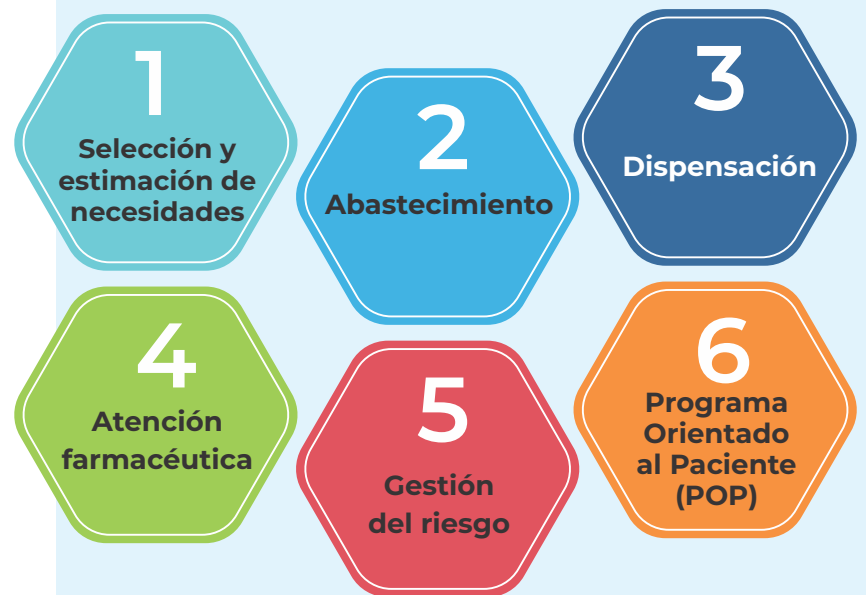 1
Selección y
estimación de
necesidades
2
Abastecimiento
3
Dispensación
4
Atención
farmacéutica
5
Gestión
del riesgo
6
Programa
Orientado
al Paciente
(POP)